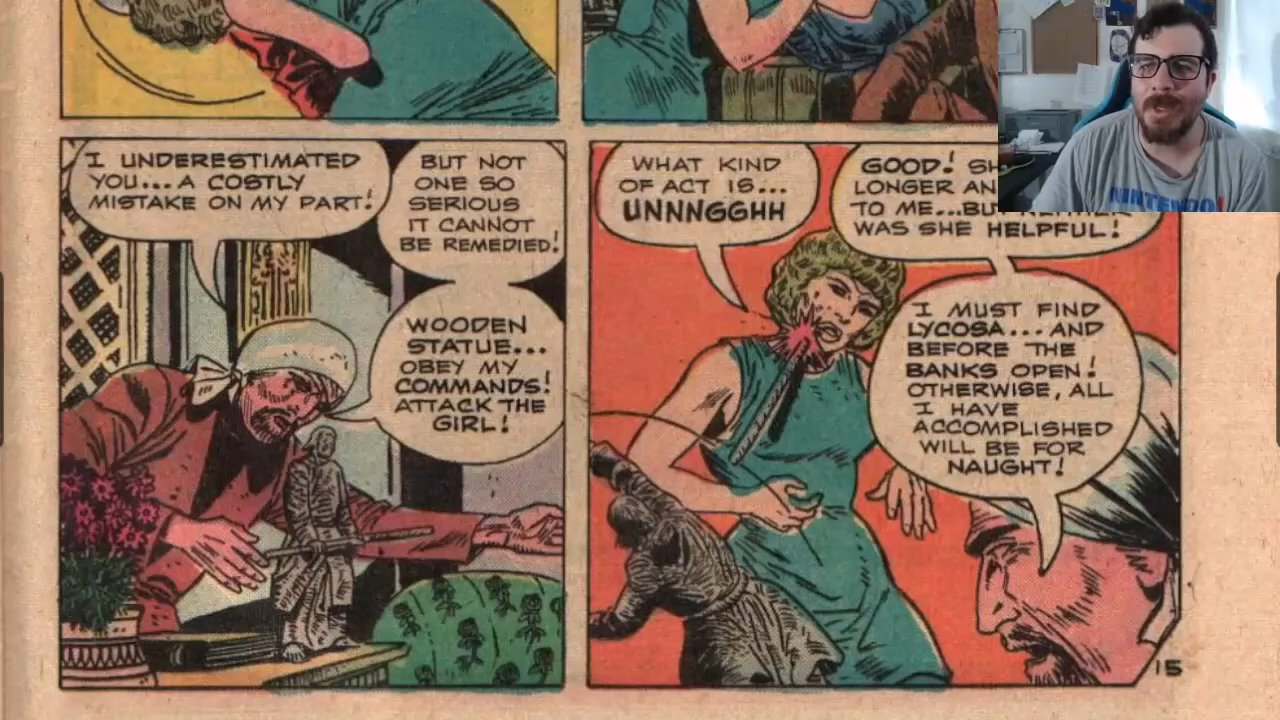 I UNDERESTIMATED
YOU... A COSTLY
MISTAKE ON MY PART!
BUT NOT
ONE SO
SERIOUS
IT CANNOT
BE REMEDIED!
WOODEN
STATUE...
OBEY MY
COMMANDS!
ATTACK THE
GIRL!
WHAT KIND
OF ACT IS...
UNNNGGHH
GOOD!
LONGER AN
TO ME...
WAS SHE HELPFUL!
I MUST FIND
LYCOSA... AND
BEFORE THE
BANKS OPEN!
OTHERWISE, ALL
I HAVE
ACCOMPLISHED
WILL BE FOR
NAUGHT!
15
NINTENDO!